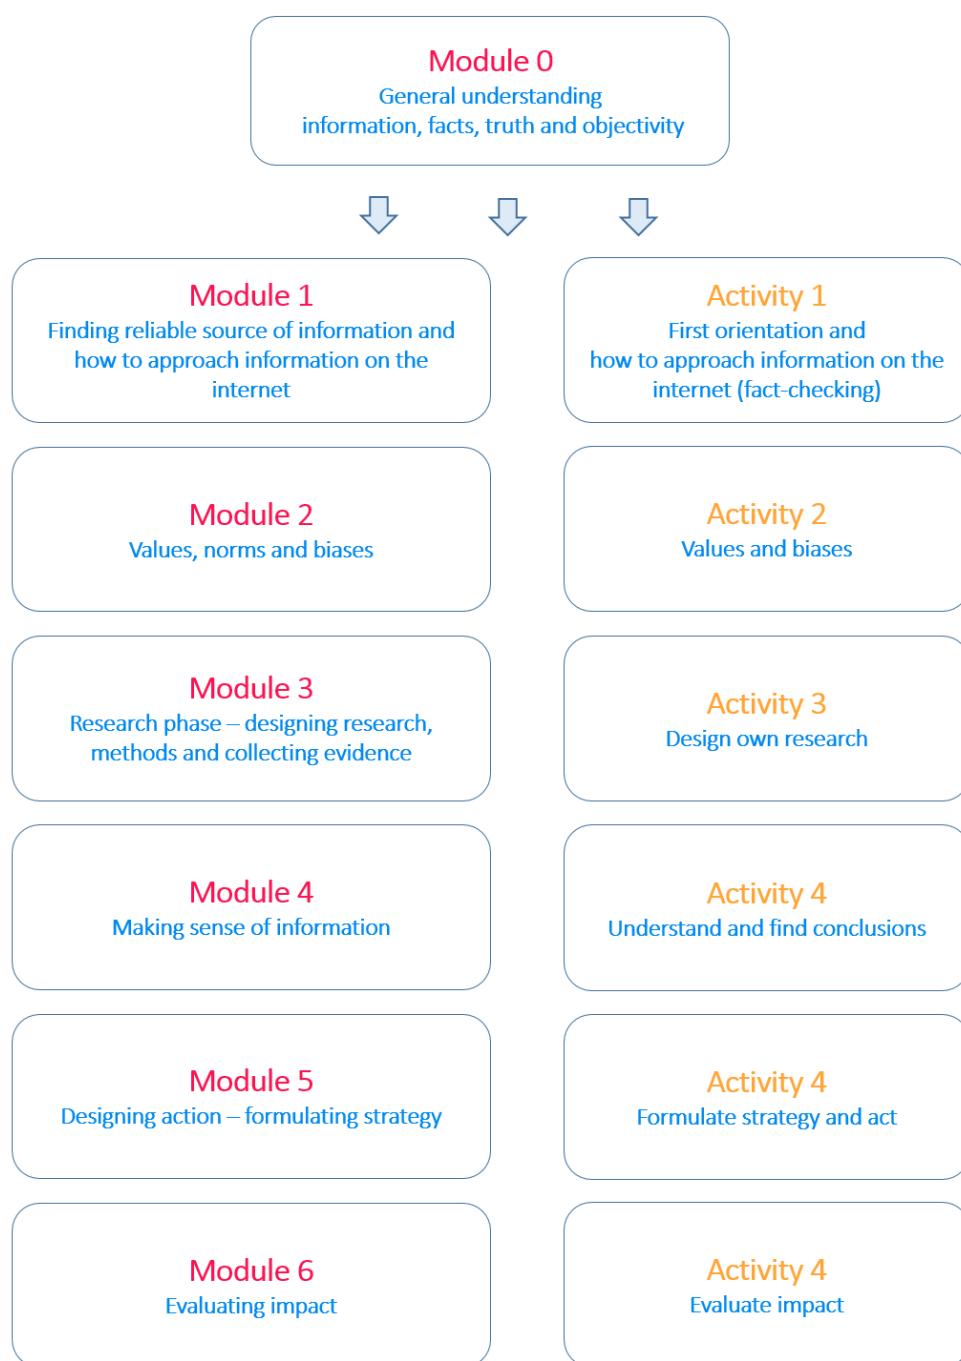 Module 0
General understanding
information, facts, truth and objectivity
Module 1
Finding reliable source of information and
how to approach information on the
internet
Activity 1
First orientation and
how to approach information on the
internet (fact-checking)
Module 2
Values, norms and biases
Activity 2
Values and biases
Module 3
Research phase – designing research,
methods and collecting evidence
Activity 3
Design own research
Module 4
Making sense of information
Activity 4
Understand and find conclusions
Module 5
Designing action – formulating strategy
Activity 4
Formulate strategy and act
Module 6
Evaluating impact
Activity 4
Evaluate impact